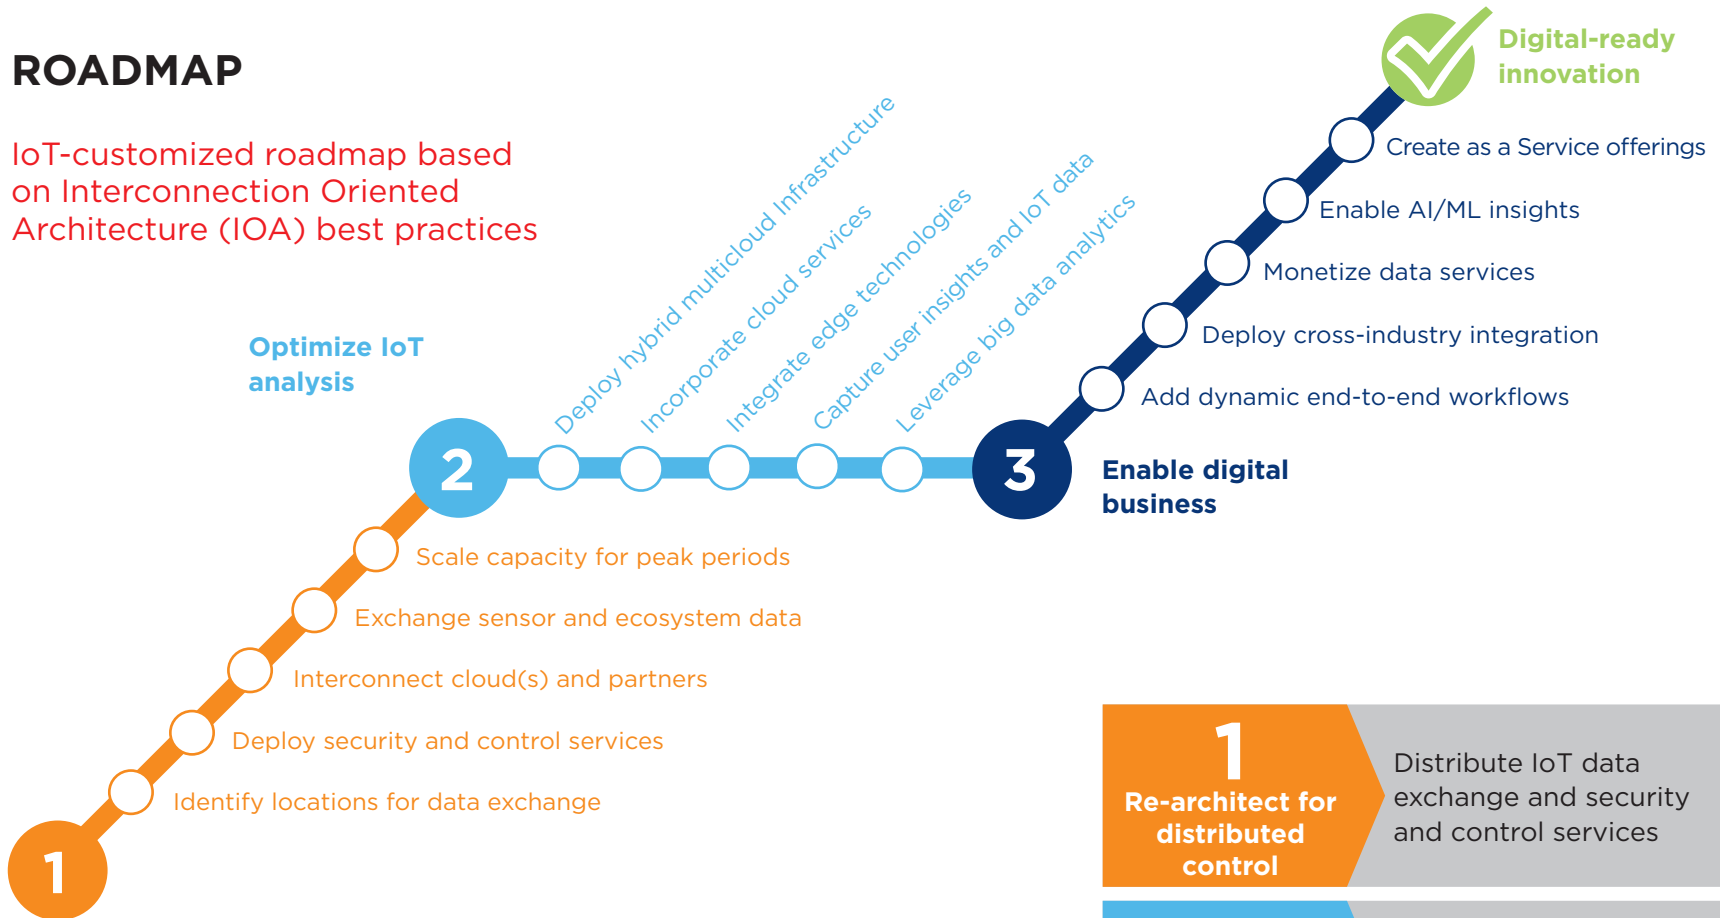 ROADMAP
IoT-customized roadmap based
on Interconnection Oriented
Architecture (IOA) best practices
Digital-ready
innovation
Create as a Service offerings
Enable AI/ML insights
Monetize data services
Deploy cross-industry integration
Add dynamic end-to-end workflows
3
Enable digital
business
Deploy hybrid multicloud Infrastructure
Incorporate cloud services
Integrate edge technologies
Capture user insights and IoT data
Leverage big data analytics
Optimize IoT
analysis
2
Scale capacity for peak periods
Exchange sensor and ecosystem data
Interconnect cloud(s) and partners
Deploy security and control services
Identify locations for data exchange
1
1
Re-architect for
distributed
control
Distribute IoT data
exchange and security
and control services